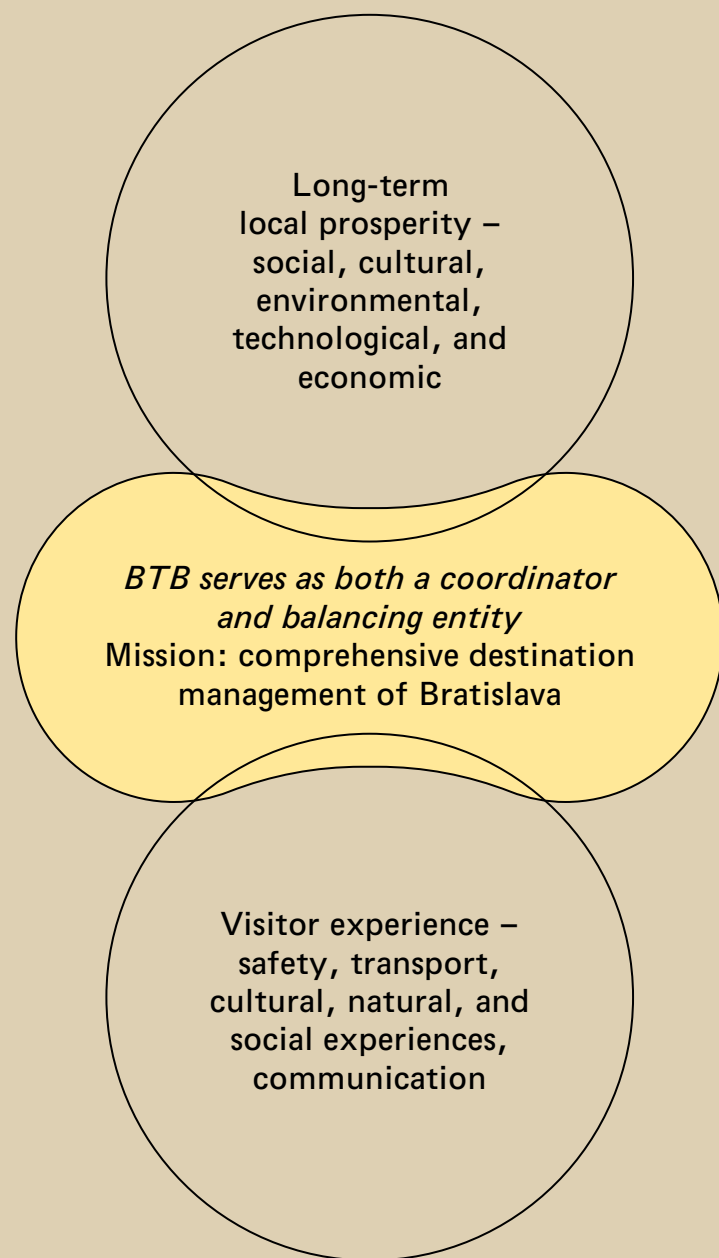 Long-term
local prosperity –
social, cultural,
environmental,
technological, and
economic
BTB serves as both a coordinator
and balancing entity
Mission: comprehensive destination
management of Bratislava
Visitor experience –
safety, transport,
cultural, natural, and
social experiences,
communication